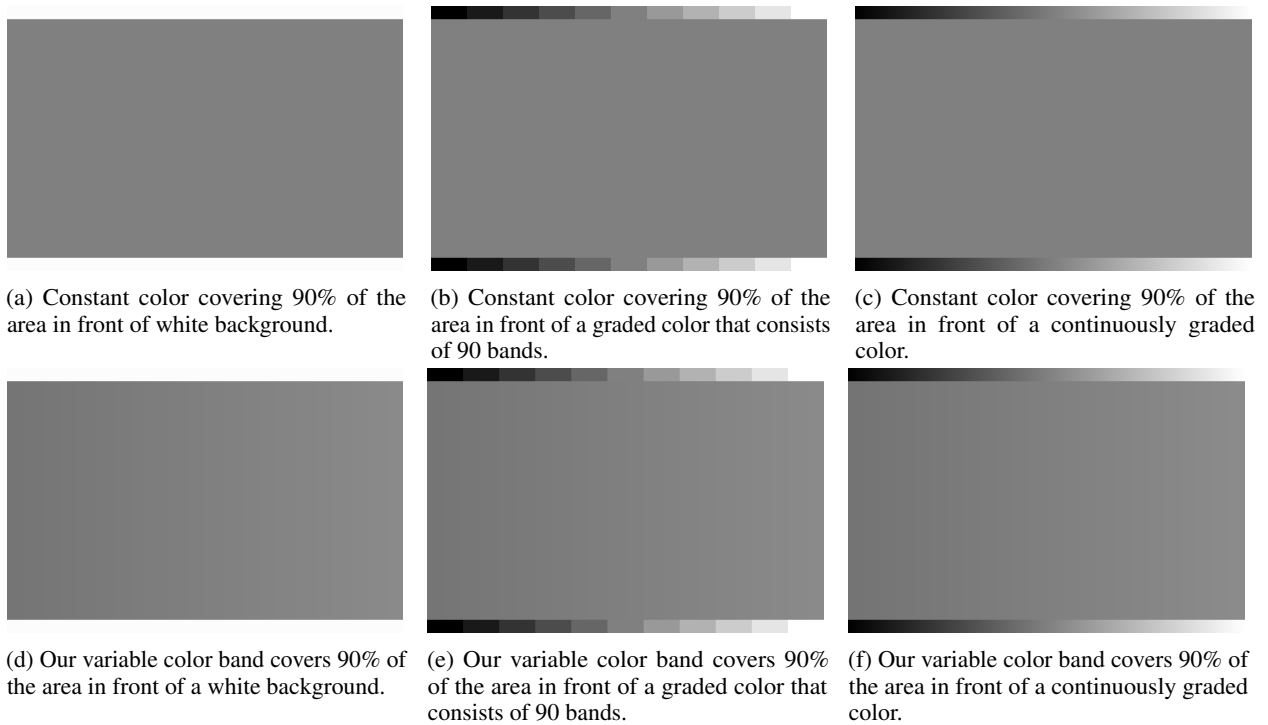 (a) Constant color covering 90% of the
area in front of white background.
(b) Constant color covering 90% of the
area in front of a graded color that consists
of 90 bands.
(c) Constant color covering 90% of the
area in front of a continuously graded
color.
(d) Our variable color band covers 90% of
the area in front of a white background.
(e) Our variable color band covers 90%
of the area in front of a graded color that
consists of 90 bands.
(f) Our variable color band covers 90% of
the area in front of a continuously graded
color.